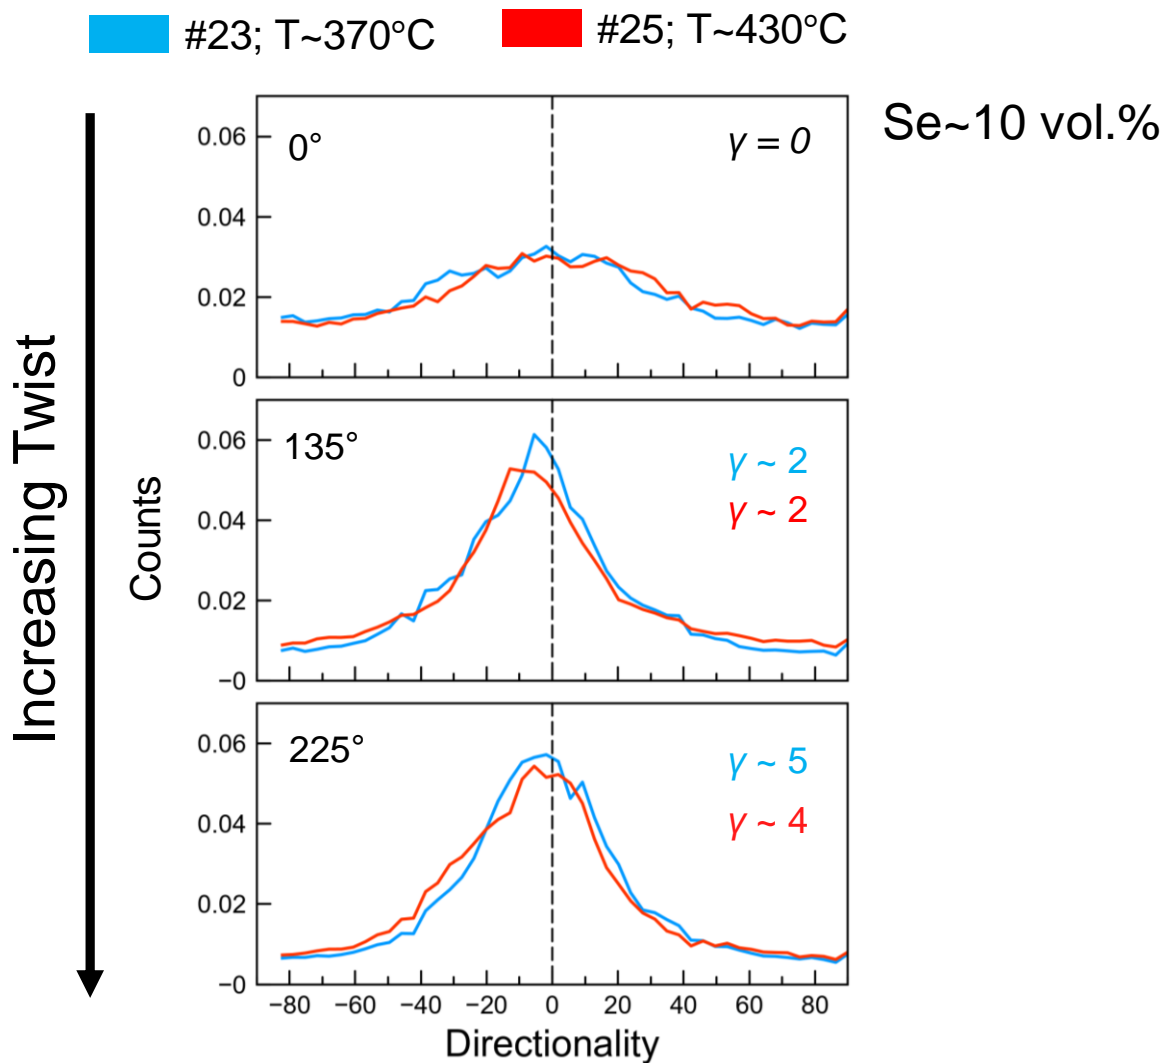 #23; T~370°C
#25; T~430°C
Se~10 vol.%
Increasing Twist
Counts
0°
γ = 0
0.06
0.04
0.02
0
135°
γ ~ 2
γ ~ 2
0.06
0.04
0.02
−0
225°
γ ~ 5
γ ~ 4
0.06
0.04
0.02
−0
−80 −60 −40 −20 0 20 40 60 80
Directionality